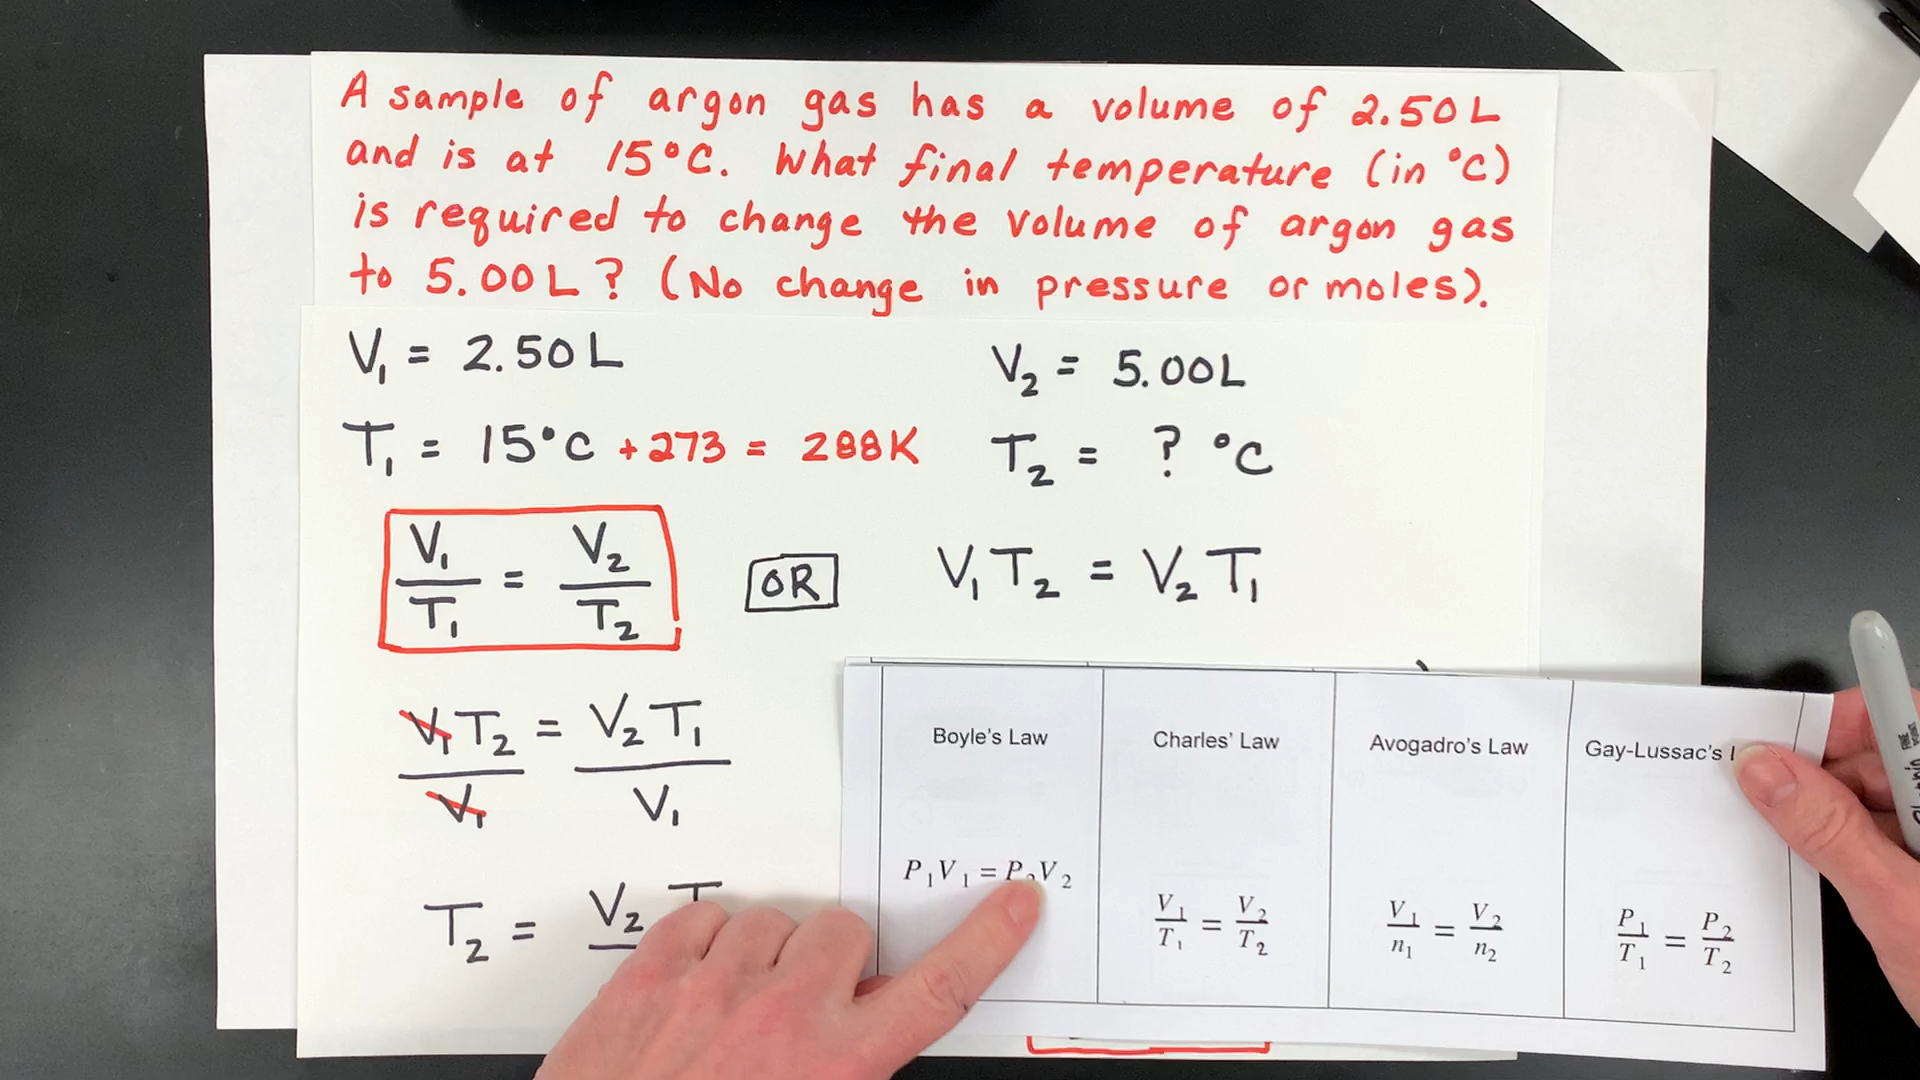 A sample of argon gas has a volume of 2.50 L
and is at 15°C. What final temperature (in °C)
is required to change the volume of argon gas
to 5.00 L? (No change in pressure or moles).
V₁ = 2.50 L
V₂ = 5.00L
T₁ = 15°C +273 = 288K
T₂ = ? °C
V₁/T₁ = V₂/T₂ OR V₁T₂ = V₂T₁
V₁T₂/V₁ = V₂T₁/V₁
T₂ = V₂
Boyle's Law
Charles' Law
Avogadro's Law
Gay-Lussac's
P₁V₁ = P₂V₂
V₁/T₁ = V₂/T₂
V₁/n₁ = V₂/n₂
P₁/T₁ = P₂/T₂